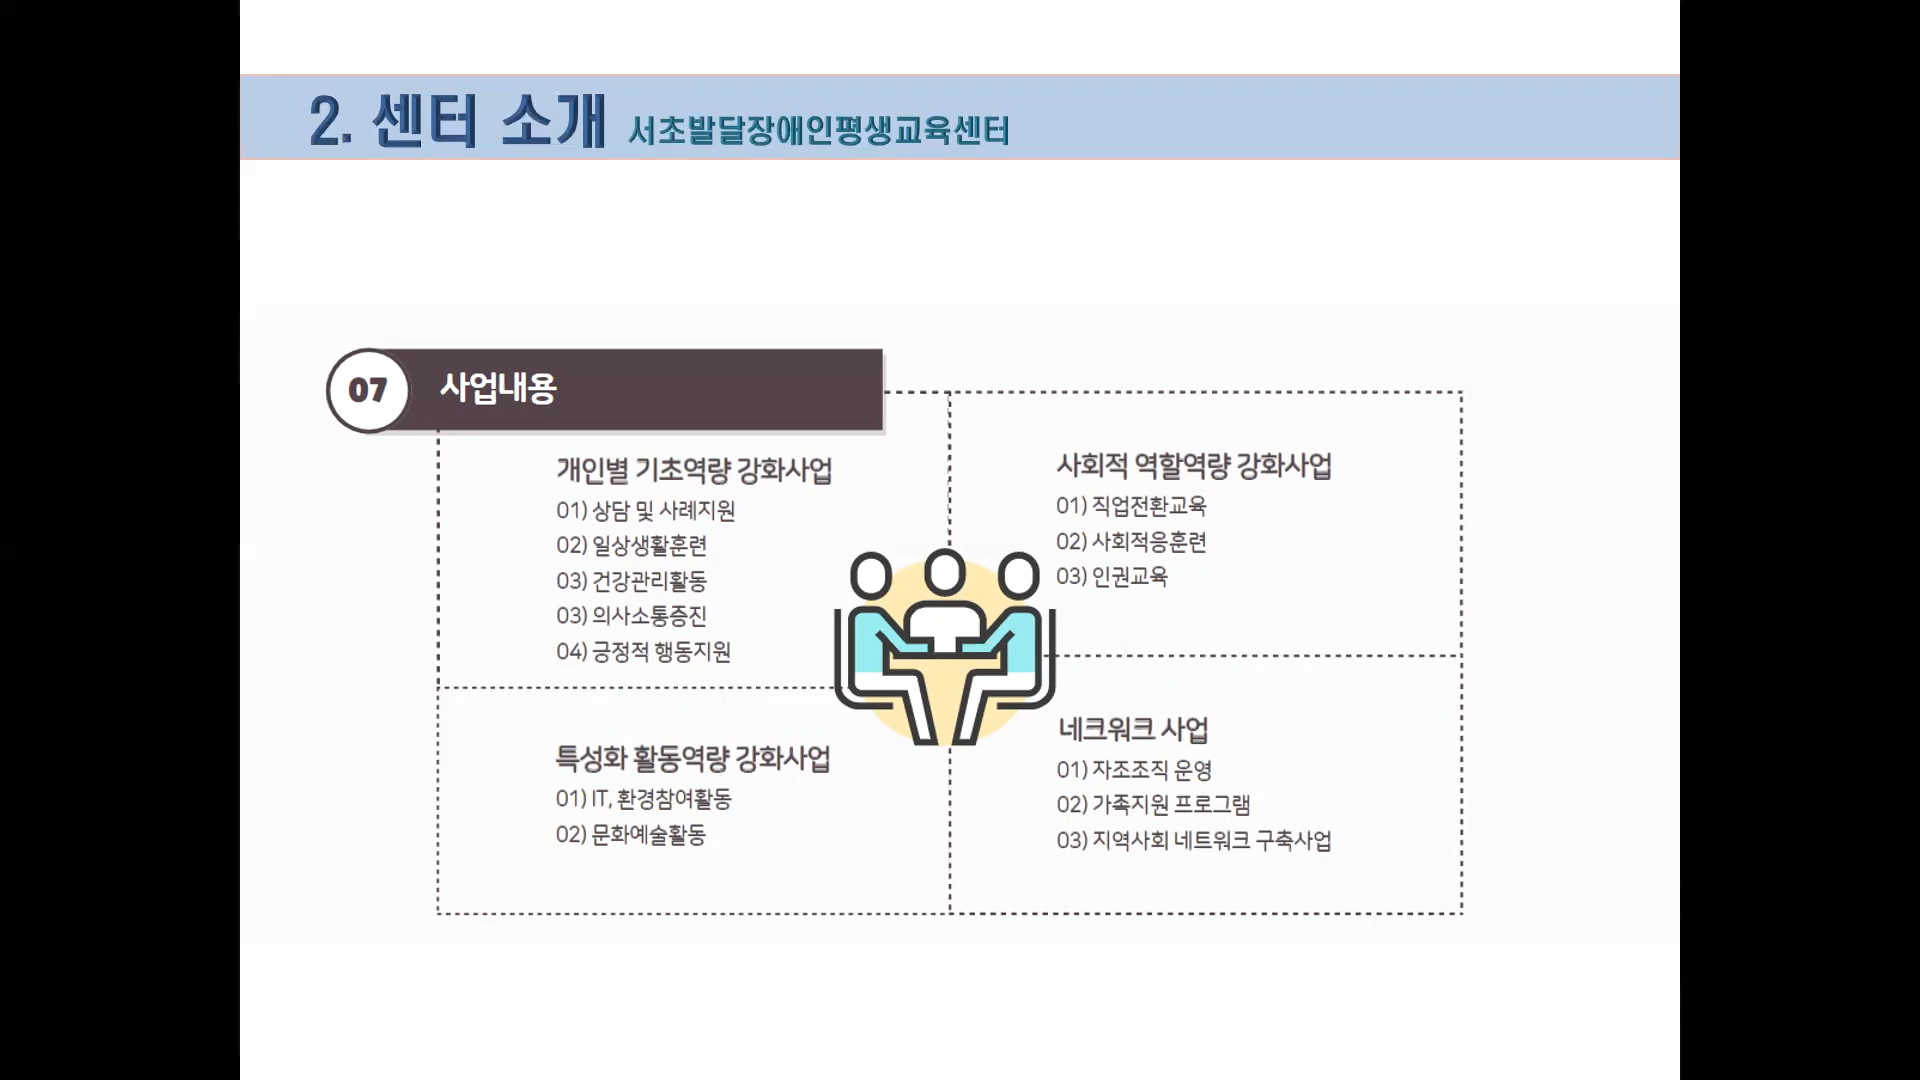 2. 센터 소개 서초발달장애인평생교육센터
07 사업내용
개인별 기초역량 강화사업
01) 상담 및 사례지원
02) 일상생활훈련
03) 건강관리활동
03) 의사소통증진
04) 긍정적 행동지원
사회적 역할역량 강화사업
01) 직업전환교육
02) 사회적응훈련
03) 인권교육
특성화 활동역량 강화사업
01) IT, 환경참여활동
02) 문화예술활동
네크워크 사업
01) 자조조직 운영
02) 가족지원 프로그램
03) 지역사회 네트워크 구축사업